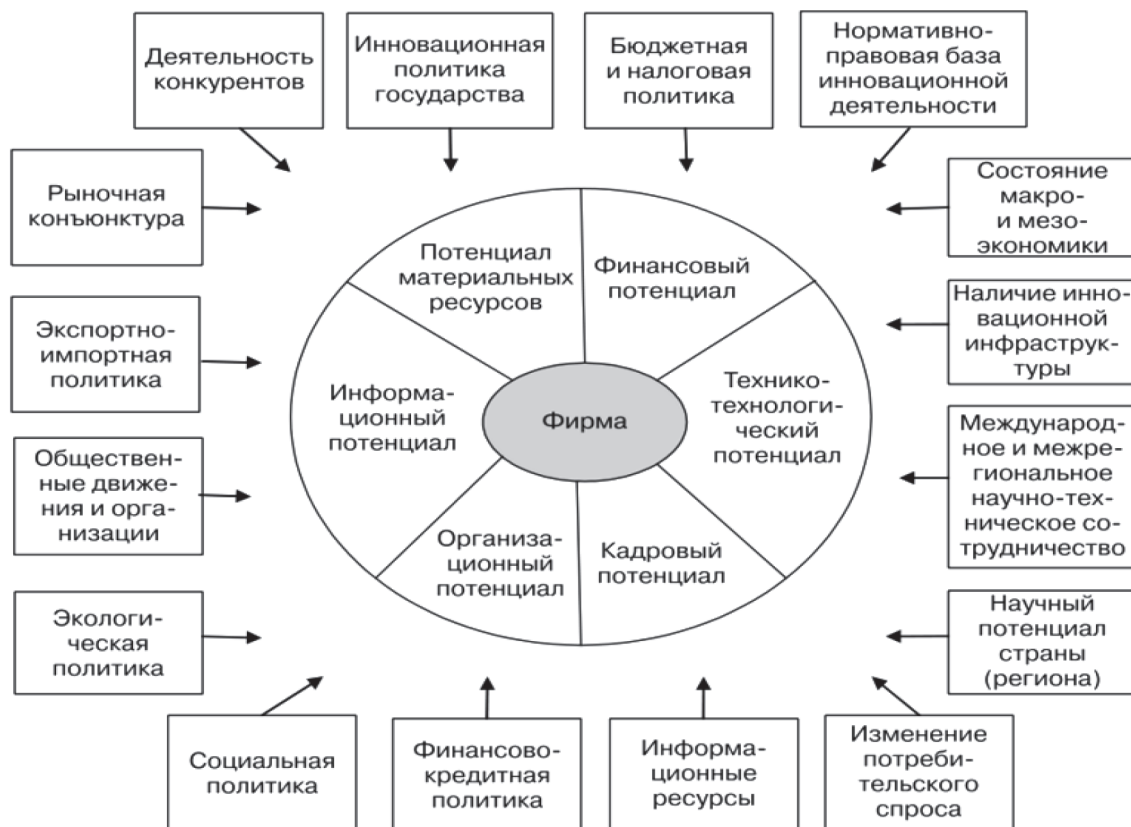 Деятельность
конкурентов
Инновационная
политика
государства
Бюджетная
и налоговая
политика
Нормативно-
правовая база
инновационной
деятельности
Рыночная
конъюнктура
Экспортно-
импортная
политика
Общественн-
ные движе-
ния и орга-
низации
Экологи-
ческая
политика
Потенциал
материальных
ресурсов
Финансовый
потенциал
Информа-
ционный
потенциал
Фирма
Технико-
технологи-
ческий
потенциал
Организа-
ционный
потенциал
Кадровый
потенциал
Состояние
макро-
и мезо-
экономики
Наличие инно-
вационной
инфраструк-
туры
Международ-
ное и межре-
гиональное
научно-тех-
ническое со-
трудничество
Научный
потенциал
страны
(региона)
Социальная
политика
Финансово-
кредитная
политика
Информа-
ционные
ресурсы
Изменение
потреби-
тельского
спроса